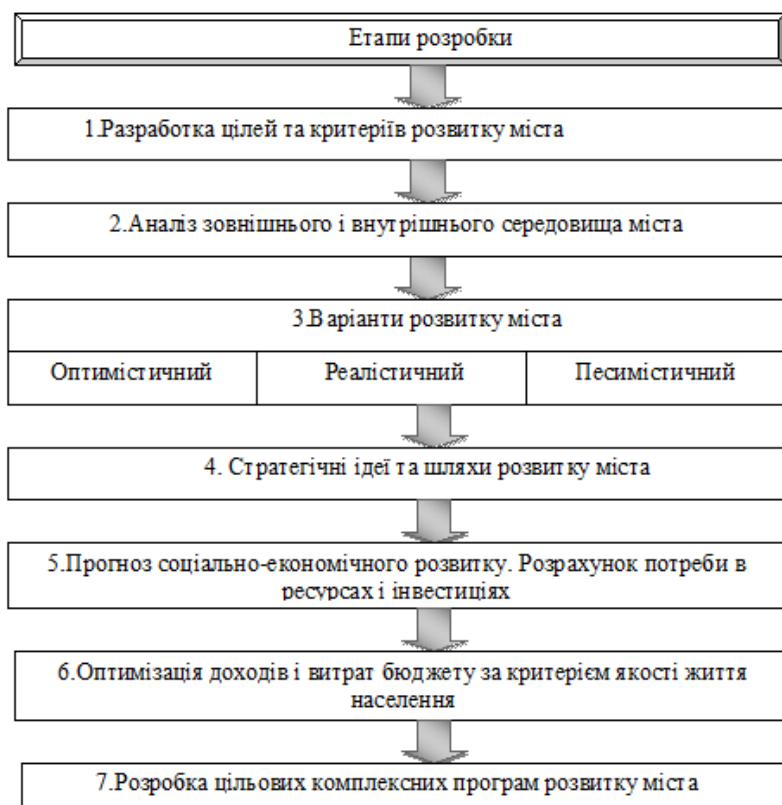 Етапи розробки
1.Разработка цілей та критеріїв розвитку міста
2.Аналіз зовнішнього і внутрішнього середовища міста
3.Варіанти розвитку міста
Оптимістичний Реалістичний Песимістичний
4. Стратегічні ідеї та шляхи розвитку міста
5.Прогноз соціально-економічного розвитку. Розрахунок потреби в
ресурсах і інвестиціях
6.Оптимізація доходів і витрат бюджету за критерієм якості життя
населення
7.Розробка цільових комплексних програм розвитку міста